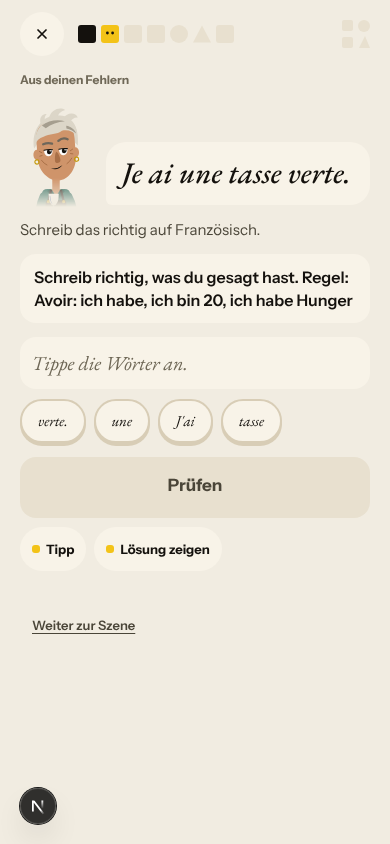 Aus deinen Fehlern
Je ai une tasse verte.
Schreib das richtig auf Französisch.
Schreib richtig, was du gesagt hast. Regel:
Avoir: ich habe, ich bin 20, ich habe Hunger
Tippe die Wörter an.
verte.
une
J'ai
tasse
Prüfen
Tipp
Lösung zeigen
Weiter zur Szene
N